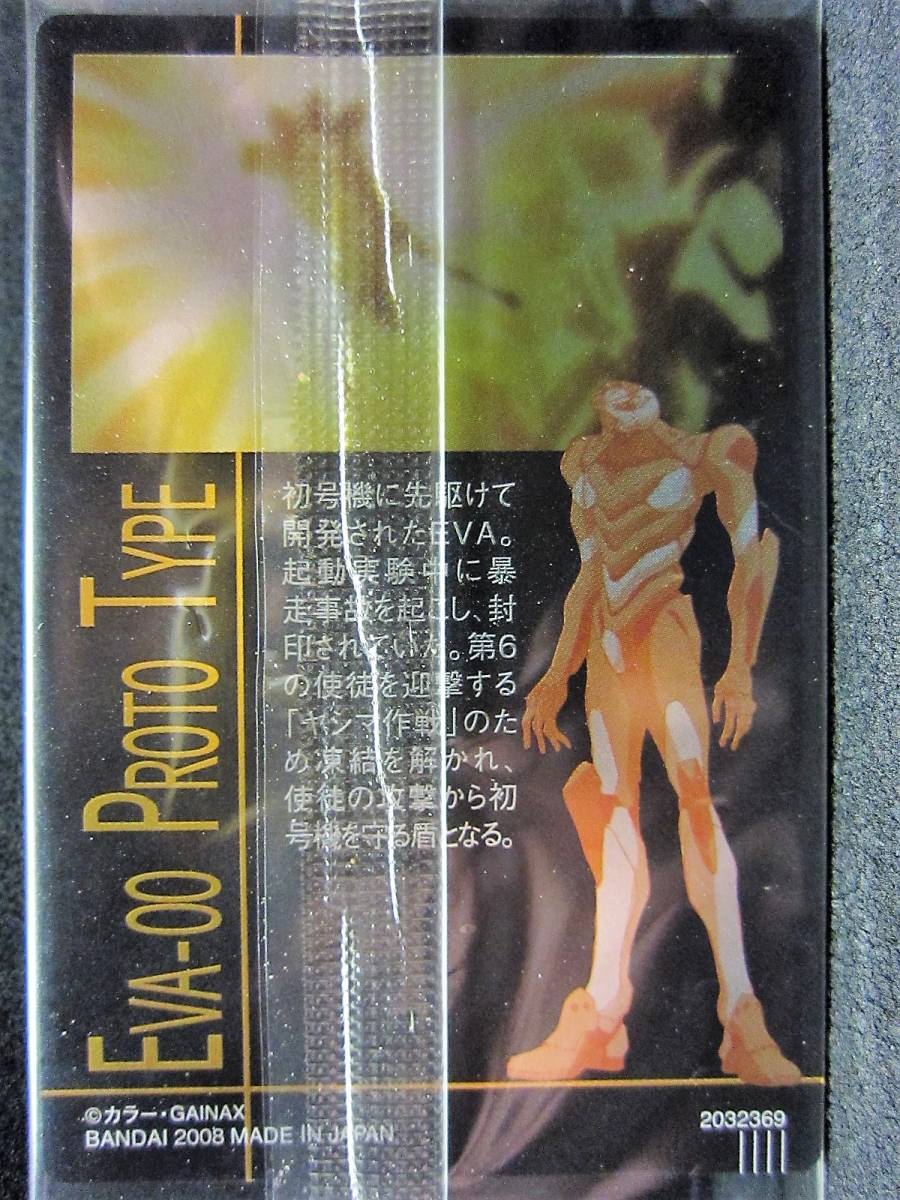 EVA-00 PROTO TYPE
初号機に先駆けて
開発されたEVA。
起動実験中に暴
走事故を起こし、封
印されていた。第6
の使徒を迎撃する
「ヤシマ作戦」のた
め凍結を解かれ、
使徒の攻撃から初
号機を守る盾となる。
©カラー・GAINAX
BANDAI 2008 MADE IN JAPAN
2032369